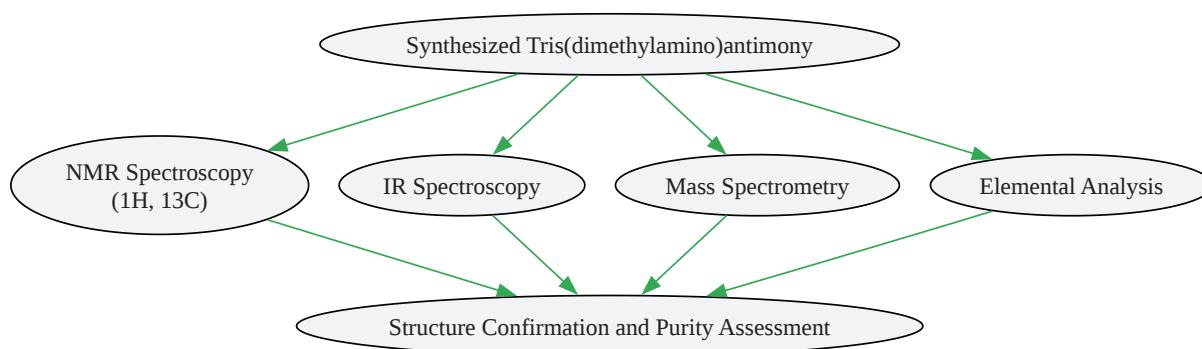 Synthesized Tris(dimethylamino)antimony
NMR Spectroscopy
(1H, 13C)
IR Spectroscopy
Mass Spectrometry
Elemental Analysis
Structure Confirmation and Purity Assessment